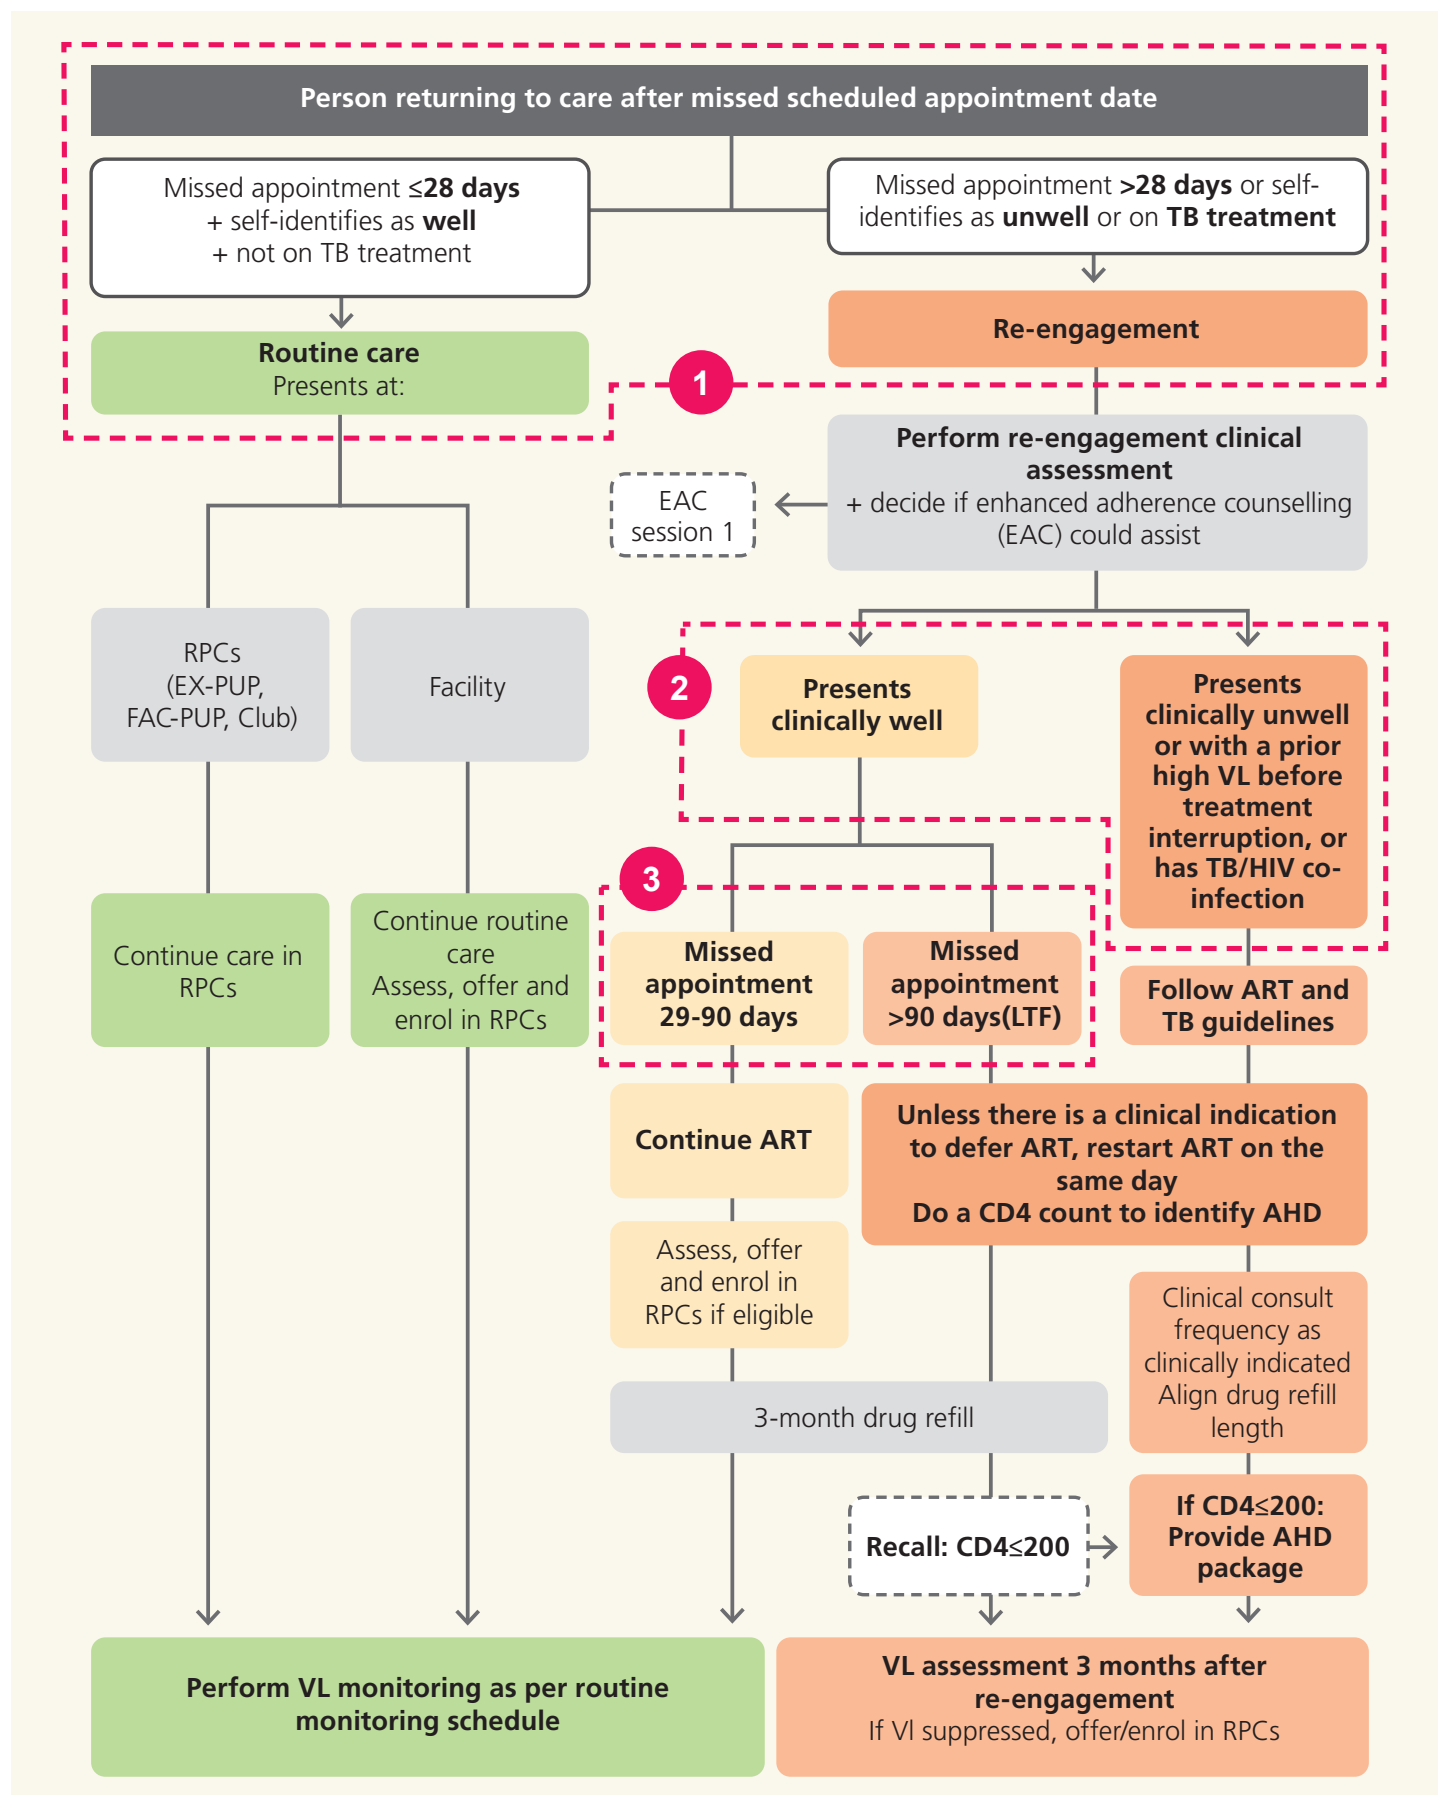 Person returning to care after missed scheduled appointment date
Missed appointment ≤28 days
+ self-identifies as well
+ not on TB treatment
Missed appointment >28 days or self-
identifies as unwell or on TB treatment
Routine care
Presents at:
Re-engagement
1
Perform re-engagement clinical
assessment
+ decide if enhanced adherence counselling
(EAC) could assist
EAC
session 1
RPCs
(EX-PUP,
FAC-PUP, Club)
Facility
2
Presents
clinically well
Presents
clinically unwell
or with a prior
high VL before
treatment
interruption, or
has TB/HIV co-
infection
3
Continue care in
RPCs
Continue routine
care
Assess, offer and
enrol in RPCs
Missed
appointment
29-90 days
Missed
appointment
>90 days(LTF)
Follow ART and
TB guidelines
Continue ART
Unless there is a clinical indication
to defer ART, restart ART on the
same day
Do a CD4 count to identify AHD
Assess, offer
and enrol in
RPCs if eligible
Clinical consult
frequency as
clinically indicated
Align drug refill
length
3-month drug refill
Recall: CD4≤200
If CD4≤200:
Provide AHD
package
Perform VL monitoring as per routine
monitoring schedule
VL assessment 3 months after
re-engagement
If Vl suppressed, offer/enrol in RPCs